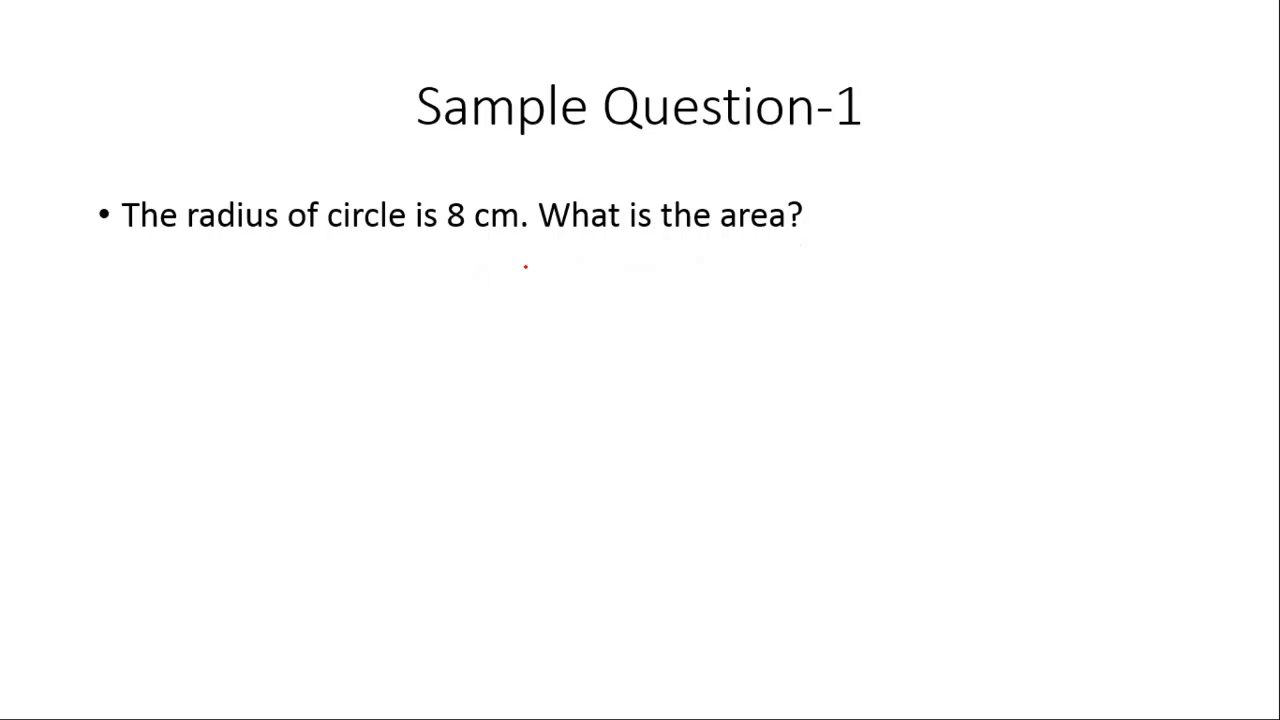 Sample Question-1
• The radius of circle is 8 cm. What is the area?